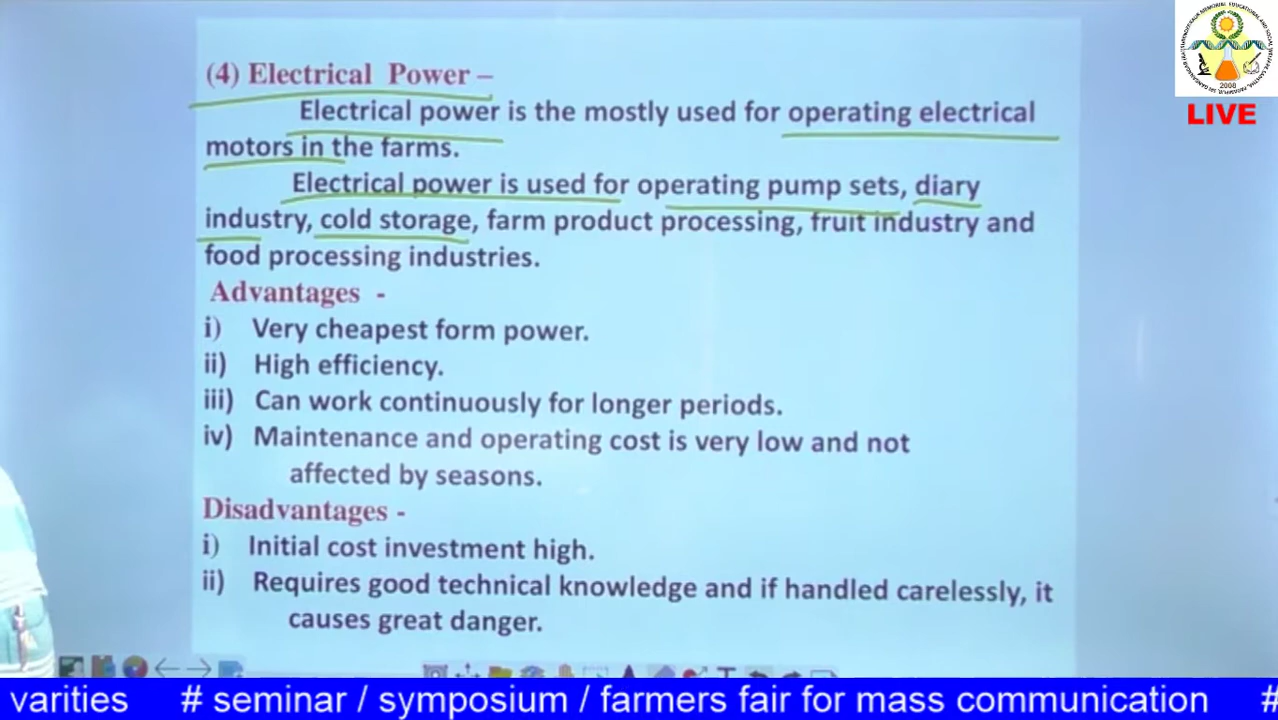 (4) Electrical Power –
Electrical power is the mostly used for operating electrical
motors in the farms.
Electrical power is used for operating pump sets, diary
industry, cold storage, farm product processing, fruit industry and
food processing industries.
Advantages -
i) Very cheapest form power.
ii) High efficiency.
iii) Can work continuously for longer periods.
iv) Maintenance and operating cost is very low and not
affected by seasons.
Disadvantages -
i) Initial cost investment high.
ii) Requires good technical knowledge and if handled carelessly, it
causes great danger.
2008
LIVE
varities # seminar / symposium / farmers fair for mass communication #